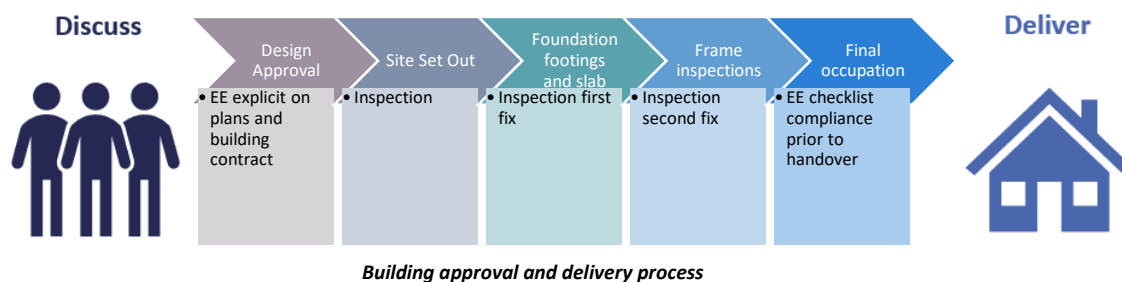 Discuss
Deliver
Design
Approval
Site Set Out
Foundation
footings
and slab
Frame
inspections
Final
occupation
• EE explicit on
plans and
building
contract
• Inspection
• Inspection first
fix
• Inspection
second fix
• EE checklist
compliance
prior to
handover
Building approval and delivery process